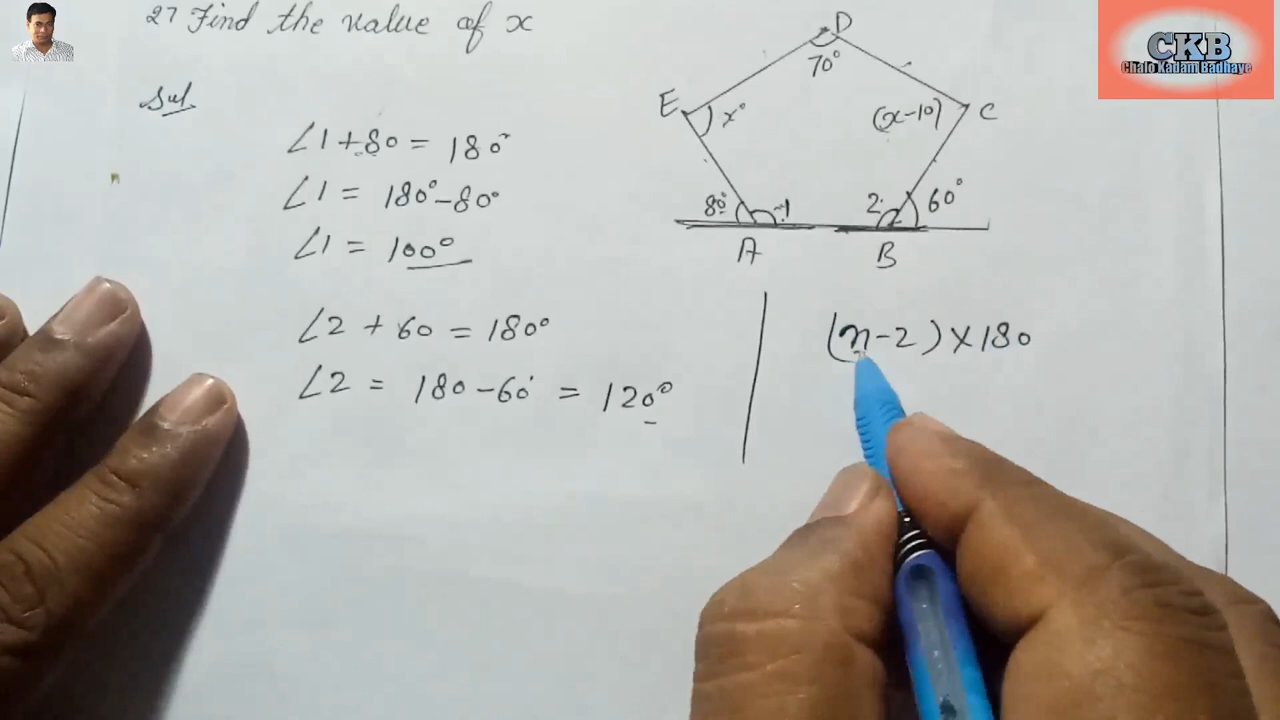 27 Find the value of x
Sol.
∠1 + 80 = 180°
∠1 = 180° - 80°
∠1 = 100°
∠2 + 60 = 180°
∠2 = 180 - 60° = 120°
D
70°
E
x°
(x-10)
C
80°
1
2
60°
A
B
(n-2) × 180
CKB
Chalo Kadam Badhaye